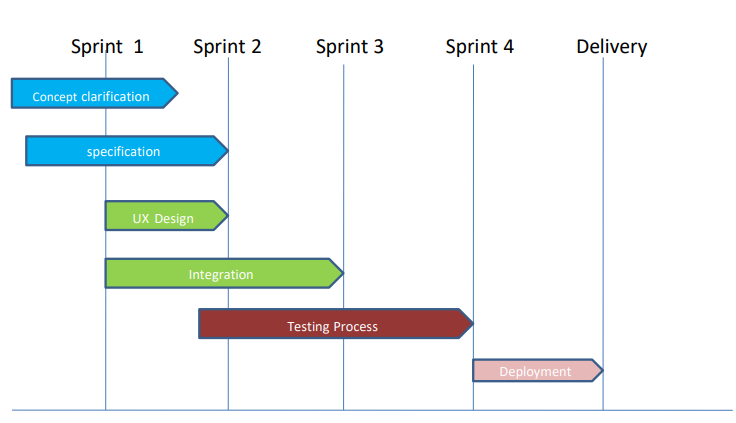 Sprint 1 Sprint 2 Sprint 3 Sprint 4 Delivery
Concept clarification
specification
UX Design
Integration
Testing Process
Deployment